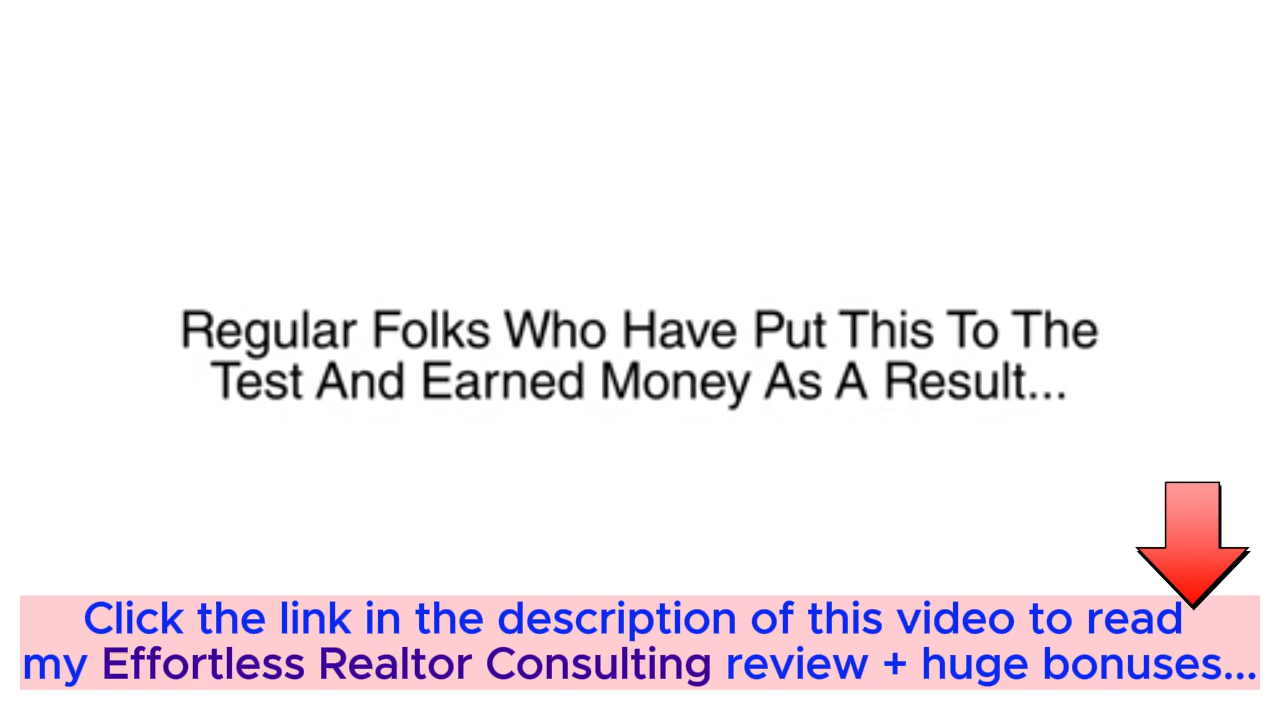 Regular Folks Who Have Put This To The
Test And Earned Money As A Result...
Click the link in the description of this video to read
my Effortless Realtor Consulting review + huge bonuses...